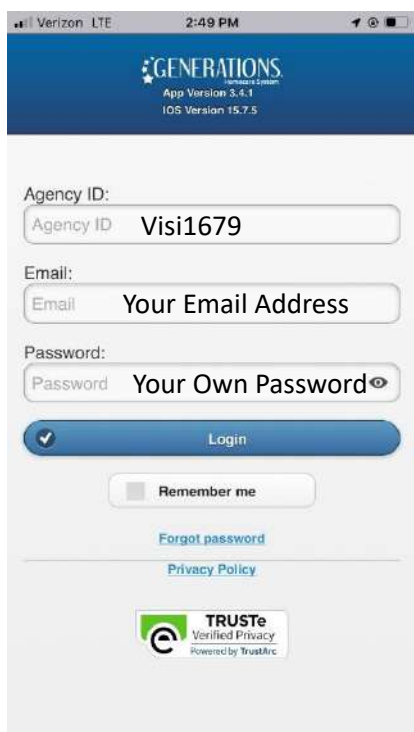 Verizon LTE 2:49 PM
GENERATIONS
Homecare System
App Version 3.4.1
IOS Version 15.7.5
Agency ID:
Agency ID Visi1679
Email:
Email Your Email Address
Password:
Password Your Own Password
Login
Remember me
Forgot password
Privacy Policy
TRUSTe
Verified Privacy
Powered by TrustArc